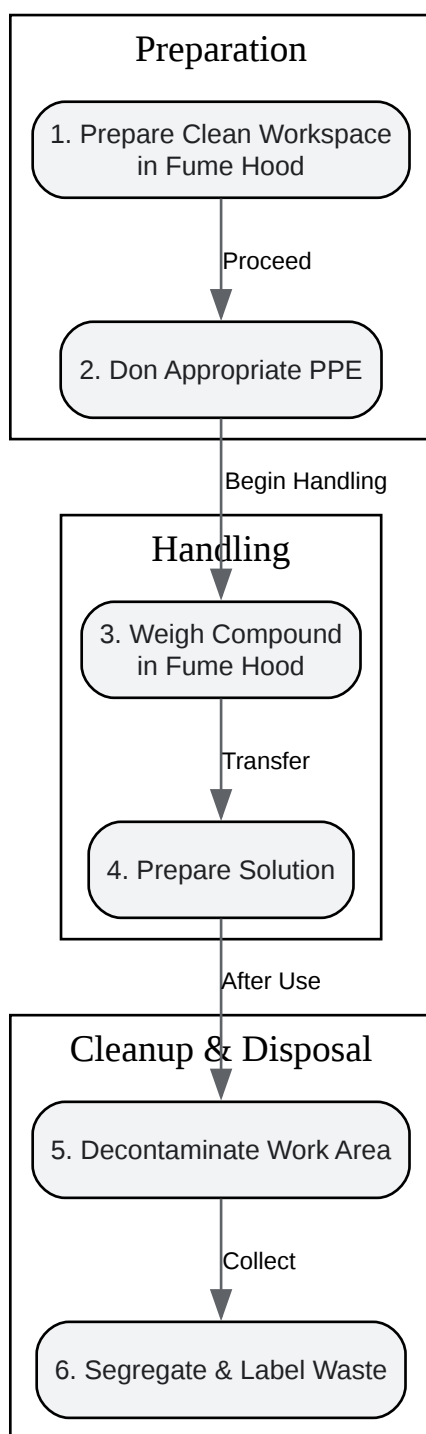 Preparation
1. Prepare Clean Workspace
in Fume Hood
Proceed
2. Don Appropriate PPE
Begin Handling
Handling
3. Weigh Compound
in Fume Hood
Transfer
4. Prepare Solution
After Use
Cleanup & Disposal
5. Decontaminate Work Area
Collect
6. Segregate & Label Waste